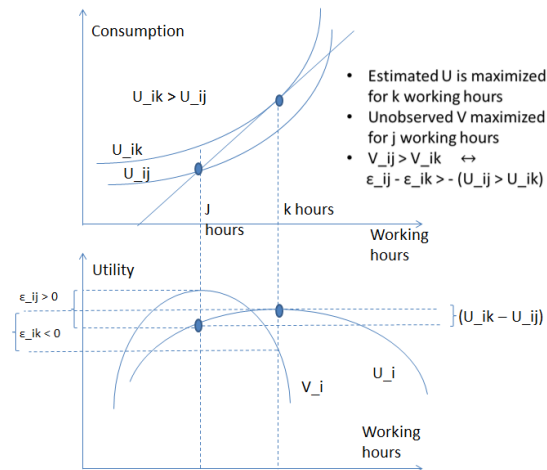 Consumption
U_ik > U_ij
U_ik
U_ij
J
hours
k hours
Working
hours
• Estimated U is maximized
for k working hours
• Unobserved V maximized
for j working hours
• V_ij > V_ik ↔
ε_ij - ε_ik > - (U_ij > U_ik)
Utility
ε_ij > 0
ε_ik < 0
(U_ik – U_ij)
U_i
V_i
Working
hours